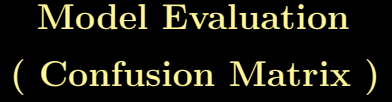 Model Evaluation
( Confusion Matrix )